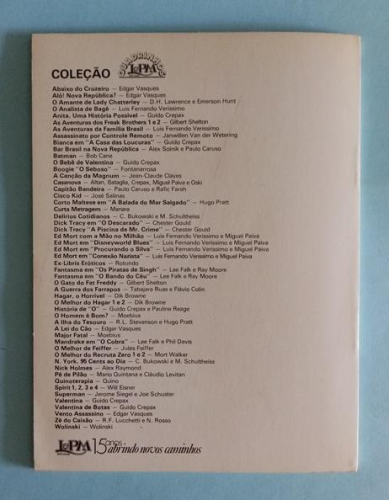 COLEÇÃO
QUADRINHOS
L&PM
Abaixo do Cruzeiro — Edgar Vasques
Alô! Nova República? — Edgar Vasques
O Amante de Lady Chatterley — D.H. Lawrence e Emerson Hunt
O Analista de Bagé — Luis Fernando Verissimo
Anita, Uma História Possível — Guido Crepax
As Aventuras dos Freak Brothers 1 e 2 — Gilbert Shelton
As Aventuras da Família Brasil — Luis Fernando Verissimo
Assassinato por Controle Remoto — Janwillem Van der Wetering
Bianca em "A Casa das Loucuras" — Guido Crepax
Bar Brasil na Nova República — Alex Solnik e Paulo Caruso
Batman — Bob Cane
O Bebê de Valentina — Guido Crepax
Boogie "O Seboso" — Fontanarrosa
A Canção da Magnum — Jean-Claude Clayes
Casenova — Altan, Bataglia, Crepax, Miguel Paiva e Oski
Capitão Bandeira — Paulo Caruso e Rafic Farah
Cisco Kid — José Salinas
Corto Maltese em "A Balada do Mar Salgado" — Hugo Pratt
Curta Metragem — Manara
Delírios Cotidianos — C. Bukowski e M. Schultheiss
Dick Tracy em "O Descarado" — Chester Gould
Dick Tracy "A Piscina de Mr. Crime" — Chester Gould
Ed Mort com a Mão no Milhão — Luis Fernando Verissimo e Miguel Paiva
Ed Mort em "Disneyworld Blues" — Luis Fernando Verissimo e Miguel Paiva
Ed Mort em "Procurando o Silva" — Luis Fernando Verissimo e Miguel Paiva
Ed Mort em "Conexão Nazista" — Luis Fernando Verissimo e Miguel Paiva
Ex-Libris Eróticos — Rotundo
Fantasma em "Os Piratas de Singh" — Lee Falk e Ray Moore
Fantasma em "O Bando do Céu" — Lee Falk e Ray Moore
O Gato do Fat Freddy — Gilbert Shelton
A Guerra dos Farrapos — Tabajara Ruas e Flávio Colin
Hagar, o Horrível — Dik Browne
O Melhor do Hagar 1 e 2 — Dik Browne
História de "O" — Guido Crepax e Pauline Reage
O Homem é Bom? — Moebius
A Ilha do Tesouro — R.L. Stevenson e Hugo Pratt
A Lei do Cão — Edgar Vasques
Major Fatal — Moebius
Mandrake em "O Cobra" — Lee Falk e Phil Davis
O Melhor de Feiffer — Jules Feiffer
O Melhor do Recruta Zero 1 e 2 — Mort Walker
N. York, 95 Cents ao Dia — C. Bukowski e M. Schultheiss
Nick Holmes — Alex Raymond
Pé de Pilão — Mario Quintana e Cláudio Levitan
Quinoterapia — Quino
Spirit 1, 2, 3 e 4 — Will Eisner
Superman — Jerome Siegel e Joe Schuster
Valentina — Guido Crepax
Valentina de Botas — Guido Crepax
Vento Assassino — Edgar Vasques
Zé do Caixão — R.F. Lucchetti e N. Rosso
Wolinski — Wolinski
L&PM 15 anos abrindo novos caminhos